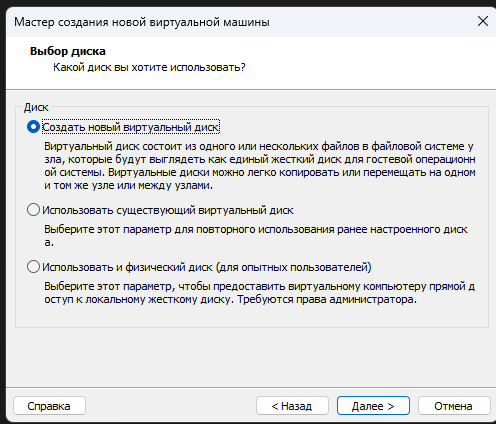 Мастер создания новой виртуальной машины
Выбор диска
Какой диск вы хотите использовать?
Диск
Создать новый виртуальный диск
Виртуальный диск состоит из одного или нескольких файлов в файловой системе у
зла, которые будут выглядеть как единый жесткий диск для гостевой операционн
ой системы. Виртуальные диски можно легко копировать или перемещать на одном
и том же узле или между узлами.
Использовать существующий виртуальный диск
Выберите этот параметр для повторного использования ранее настроенного диск
а.
Использовать и физический диск (для опытных пользователей)
Выберите этот параметр, чтобы предоставить виртуальному компьютеру прямой д
оступ к локальному жесткому диску. Требуются права администратора.
Справка
< Назад
Далее >
Отмена